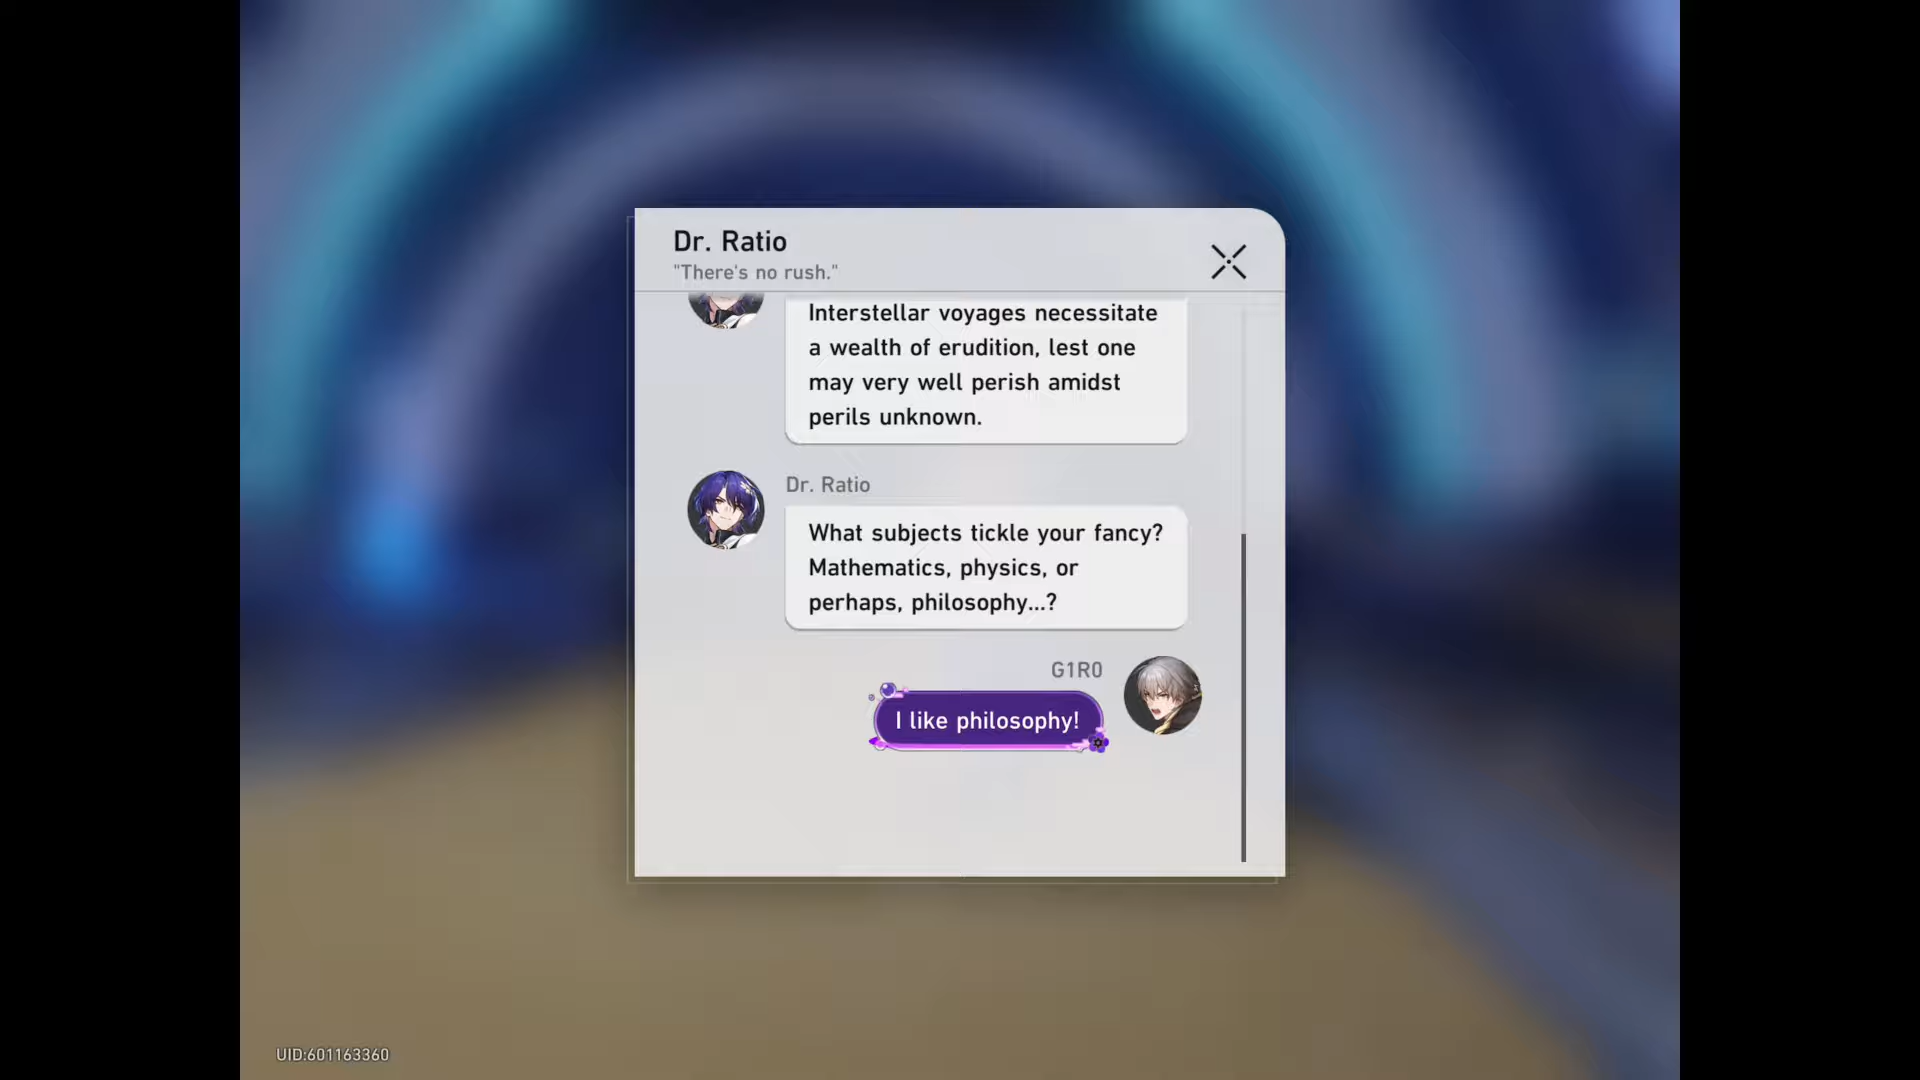 Dr. Ratio
"There's no rush."
Interstellar voyages necessitate
a wealth of erudition, lest one
may very well perish amidst
perils unknown.
Dr. Ratio
What subjects tickle your fancy?
Mathematics, physics, or
perhaps, philosophy...?
G1R0
I like philosophy!
UID:601163360